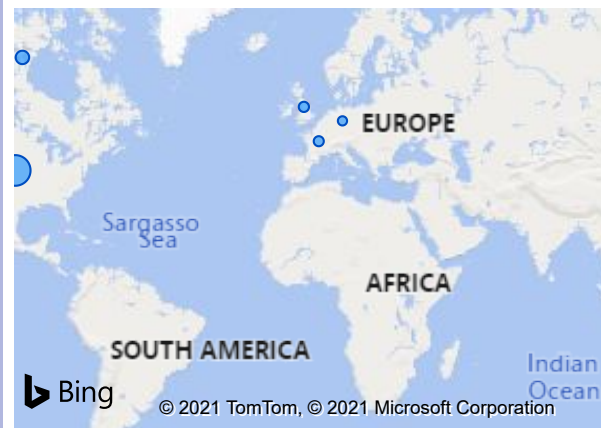 EUROPE
Sargasso
Sea
AFRICA
SOUTH AMERICA
Indian
Ocean
Bing
© 2021 TomTom, © 2021 Microsoft Corporation